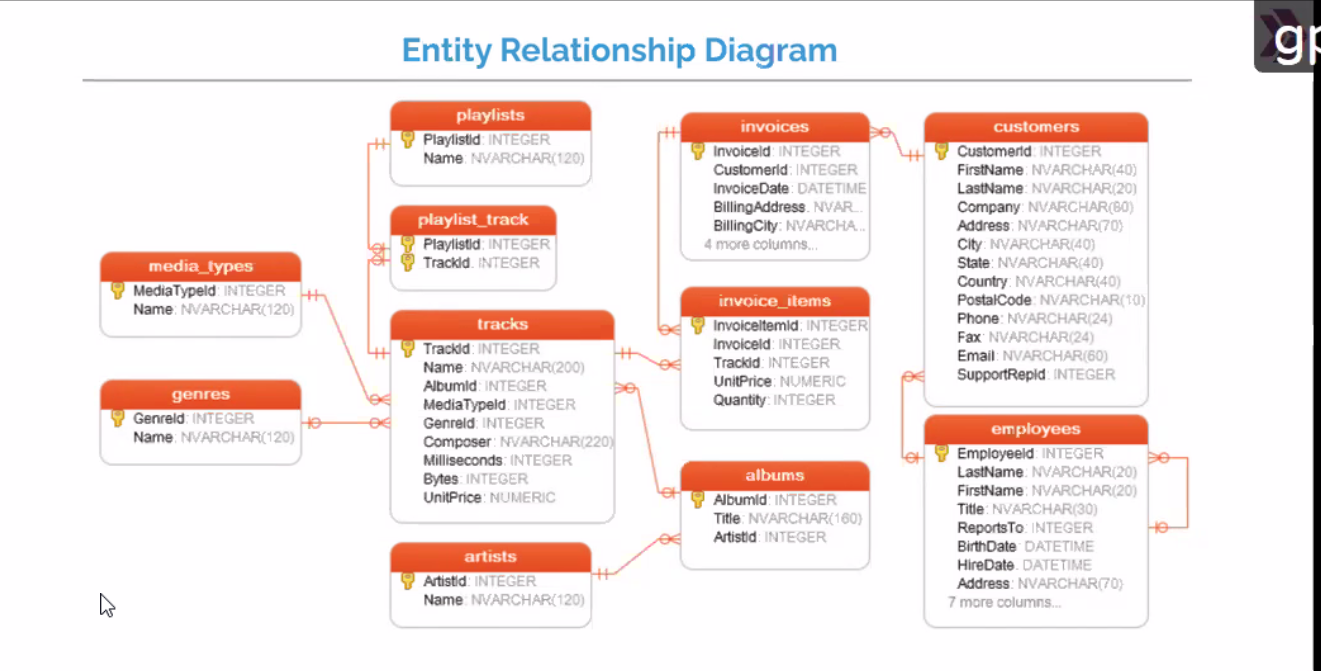 Entity Relationship Diagram
gp
playlists
PlaylistId: INTEGER
Name: NVARCHAR(120)
playlist_track
PlaylistId: INTEGER
TrackId: INTEGER
media_types
MediaTypeId: INTEGER
Name: NVARCHAR(120)
genres
GenreId: INTEGER
Name: NVARCHAR(120)
tracks
TrackId: INTEGER
Name: NVARCHAR(200)
AlbumId: INTEGER
MediaTypeId: INTEGER
GenreId: INTEGER
Composer: NVARCHAR(220)
Milliseconds: INTEGER
Bytes: INTEGER
UnitPrice: NUMERIC
artists
ArtistId: INTEGER
Name: NVARCHAR(120)
invoices
InvoiceId: INTEGER
CustomerId: INTEGER
InvoiceDate: DATETIME
BillingAddress: NVAR...
BillingCity: NVARCHA...
4 more columns...
invoice_items
InvoiceItemId: INTEGER
InvoiceId: INTEGER
TrackId: INTEGER
UnitPrice: NUMERIC
Quantity: INTEGER
albums
AlbumId: INTEGER
Title: NVARCHAR(160)
ArtistId: INTEGER
customers
CustomerId: INTEGER
FirstName: NVARCHAR(40)
LastName: NVARCHAR(20)
Company: NVARCHAR(80)
Address: NVARCHAR(70)
City: NVARCHAR(40)
State: NVARCHAR(40)
Country: NVARCHAR(40)
PostalCode: NVARCHAR(10)
Phone: NVARCHAR(24)
Fax: NVARCHAR(24)
Email: NVARCHAR(60)
SupportRepId: INTEGER
employees
EmployeeId: INTEGER
LastName: NVARCHAR(20)
FirstName: NVARCHAR(20)
Title: NVARCHAR(30)
ReportsTo: INTEGER
BirthDate: DATETIME
HireDate: DATETIME
Address: NVARCHAR(70)
7 more columns...